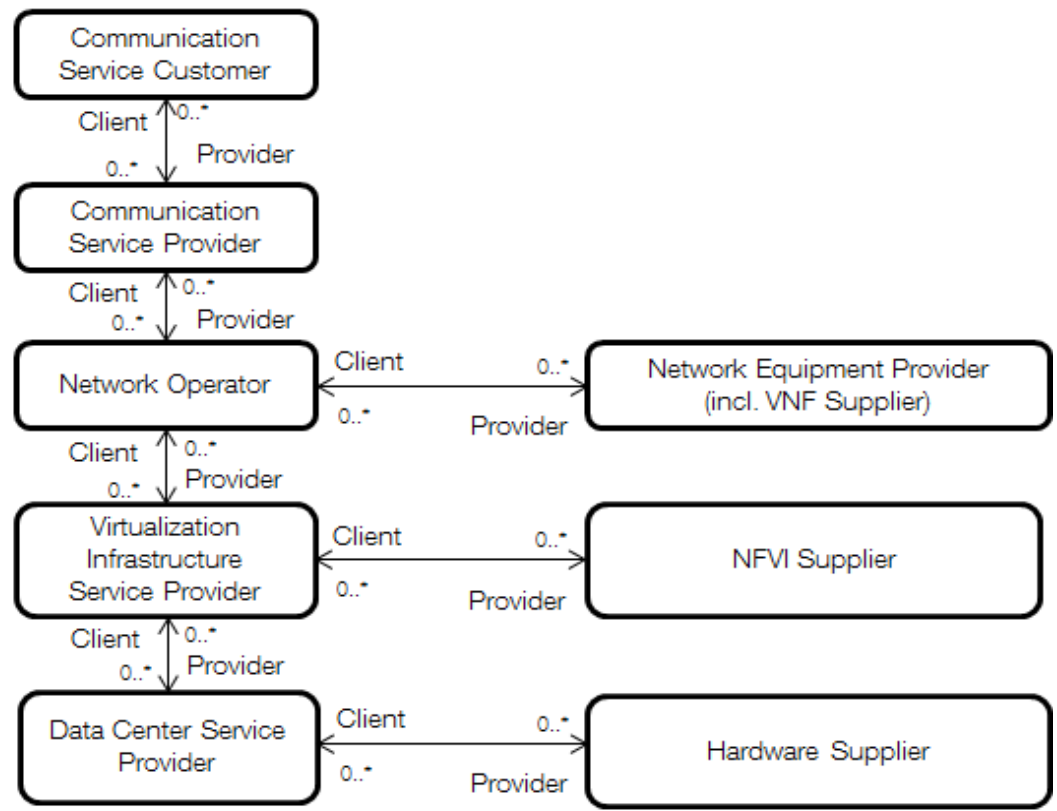 Communication
Service Customer
Client
0..*
0..*
Provider
Communication
Service Provider
Client
0..*
0..*
Provider
Network Operator
Client
0..*
0..*
Provider
Network Equipment Provider
(incl. VNF Supplier)
Client
0..*
0..*
Provider
Virtualization
Infrastructure
Service Provider
Client
0..*
0..*
Provider
NFVI Supplier
Client
0..*
0..*
Provider
Data Center Service
Provider
Client
0..*
0..*
Provider
Hardware Supplier